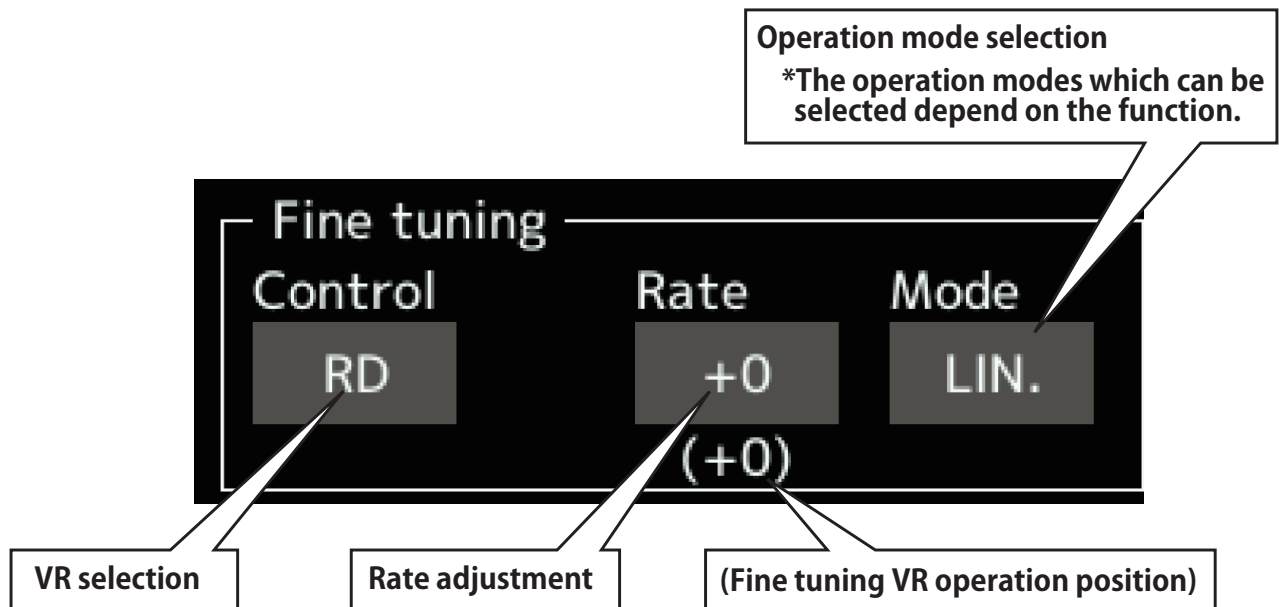 Operation mode selection
*The operation modes which can be
selected depend on the function.
Fine tuning
Control Rate Mode
RD +0 LIN.
(+0)
VR selection Rate adjustment (Fine tuning VR operation position)